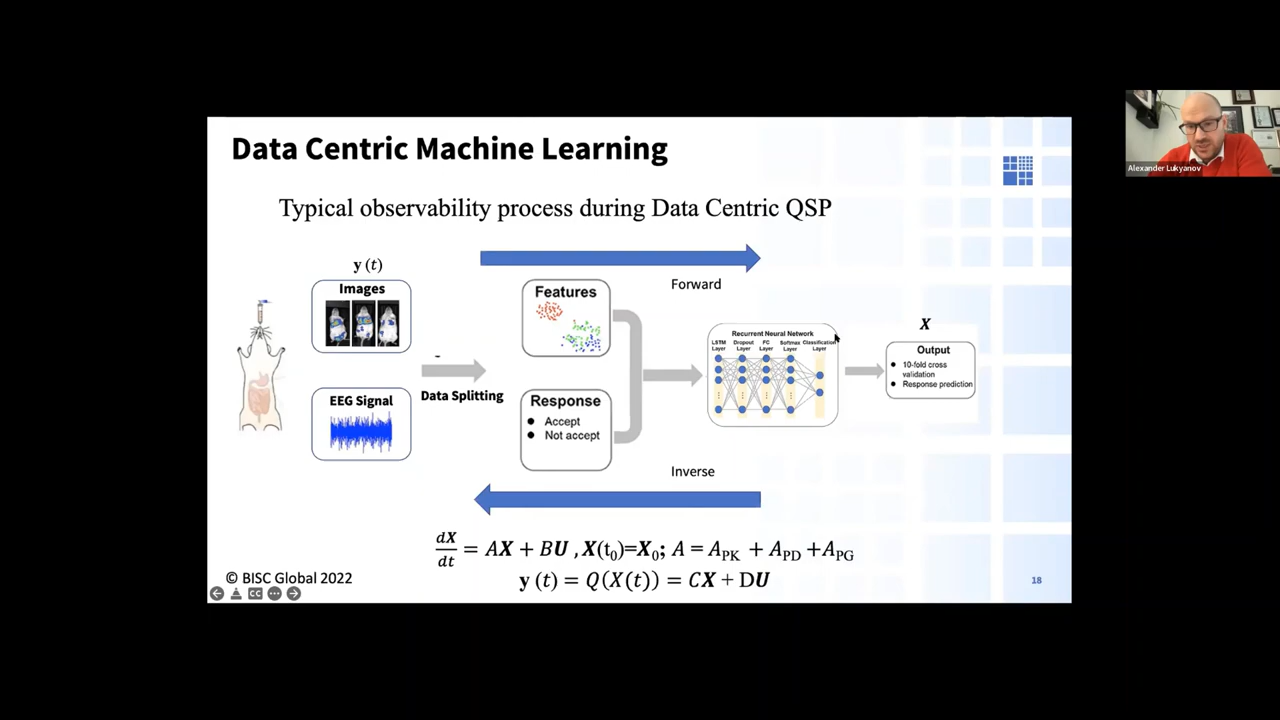 Data Centric Machine Learning
Typical observability process during Data Centric QSP
y (t)
Images
EEG Signal
Data Splitting
Forward
Features
Response
● Accept
● Not accept
Recurrent Neural Network
LSTM Layer
Dropout Layer
FC Layer
Softmax Layer
Classification Layer
X
Output
● 10-fold cross
validation
● Response prediction
Inverse
dX/dt = AX + BU , X(t₀)=X₀; A = A_PK + A_PD +A_PG
y (t) = Q(X(t)) = CX + DU
© BISC Global 2022
CC
18
Alexander Lukyanov